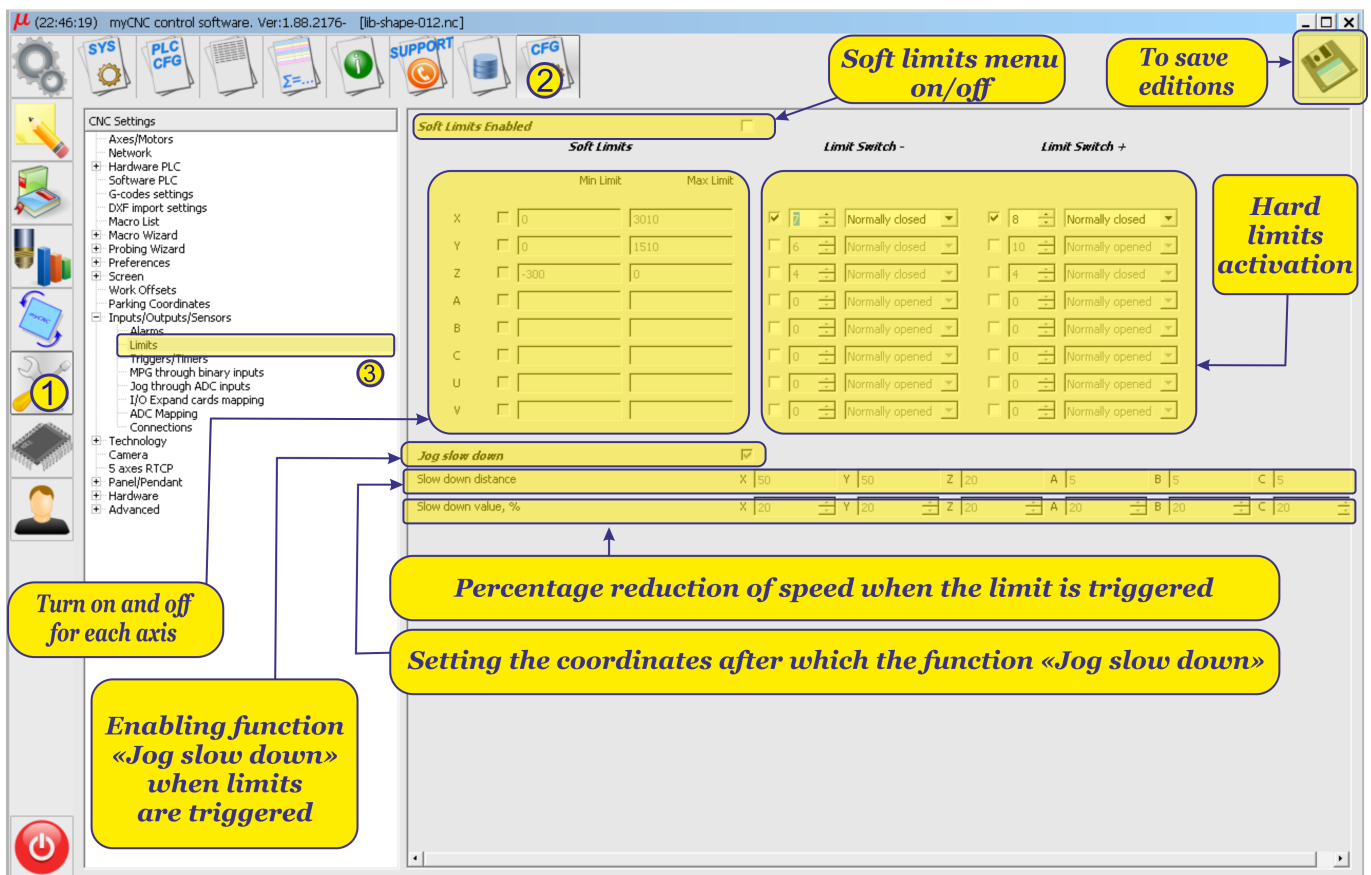 μ (22:46:19) myCNC control software. Ver:1.88.2176- [lib-shape-012.nc]
SYS
PLC
CFG
Σ=...
i
SUPPORT
CFG
2
Soft limits menu
on/off
To save
editions
CNC Settings
Axes/Motors
Network
Hardware PLC
Software PLC
G-codes settings
DXF import settings
Macro List
Macro Wizard
Probing Wizard
Preferences
Screen
Work Offsets
Parking Coordinates
Inputs/Outputs/Sensors
Alarms
Limits
Triggers/Timers
MPG through binary inputs
Jog through ADC inputs
I/O Expand cards mapping
ADC Mapping
Connections
Technology
Camera
5 axes RTCP
Panel/Pendant
Hardware
Advanced
myCNC
1
3
Soft Limits Enabled
Soft Limits Limit Switch - Limit Switch +
Min Limit Max Limit
X 0 3010 7 Normally closed 8 Normally closed
Y 0 1510 6 Normally closed 10 Normally opened
Z -300 0 4 Normally closed 4 Normally closed
A 0 Normally opened 0 Normally opened
B 0 Normally opened 0 Normally opened
C 0 Normally opened 0 Normally opened
U 0 Normally opened 0 Normally opened
V 0 Normally opened 0 Normally opened
Hard
limits
activation
Jog slow down
Slow down distance X 50 Y 50 Z 20 A 5 B 5 C 5
Slow down value, % X 20 Y 20 Z 20 A 20 B 20 C 20
Percentage reduction of speed when the limit is triggered
Turn on and off
for each axis
Setting the coordinates after which the function «Jog slow down»
Enabling function
«Jog slow down»
when limits
are triggered